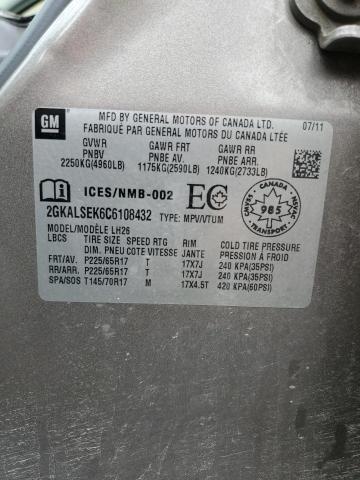 GM
MFD BY GENERAL MOTORS OF CANADA LTD. 07/11
FABRIQUÉ PAR GENERAL MOTORS DU CANADA LTÉE
GVWR GAWR FRT GAWR RR
PNBV PNBE AV. PNBE ARR.
2250KG(4960LB) 1175KG(2590LB) 1240KG(2733LB)
ICES/NMB-002 EC
CANADA
985
CMVSS
NSVAC
2GKALSEK6C6108432 TYPE: MPV/VTUM
MODEL/MODÈLE LH26
LBCS TIRE SIZE SPEED RTG RIM COLD TIRE PRESSURE
DIM. PNEU COTE VITESSE JANTE PRESSION À FROID
FRT/AV. P225/65R17 T 17X7J 240 KPA(35PSI)
RR/ARR. P225/65R17 T 17X7J 240 KPA(35PSI)
SPA/SOS T145/70R17 M 17X4.5T 420 KPA(60PSI)